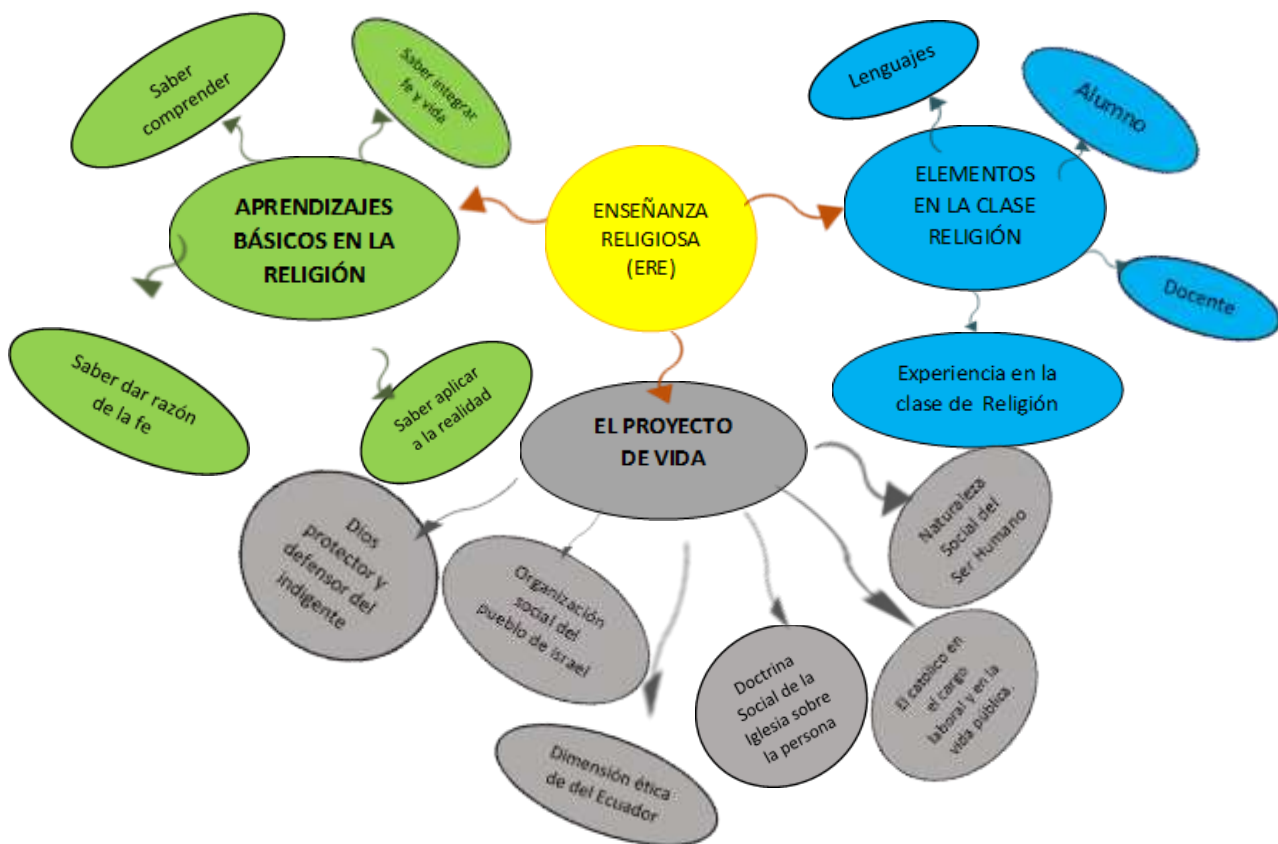 Saber
comprender
Saber integrar
fe y vida
Lenguajes
Alumno
APRENDIZAJES
BÁSICOS EN LA
RELIGIÓN
ENSEÑANZA
RELIGIOSA
(ERE)
ELEMENTOS
EN LA CLASE
RELIGIÓN
Docente
Saber dar razón
de la fe
Saber aplicar
a la realidad
EL PROYECTO
DE VIDA
Experiencia en la
clase de Religión
Dios
protector y
defensor del
indigente
Organización
social del
pueblo de israel
Dimensión ética
de del Ecuador
Doctrina
Social de la
Iglesia sobre
la persona
El católico en
el cargo
laboral y en la
vida pública.
Naturaleza
Social del
Ser Humano